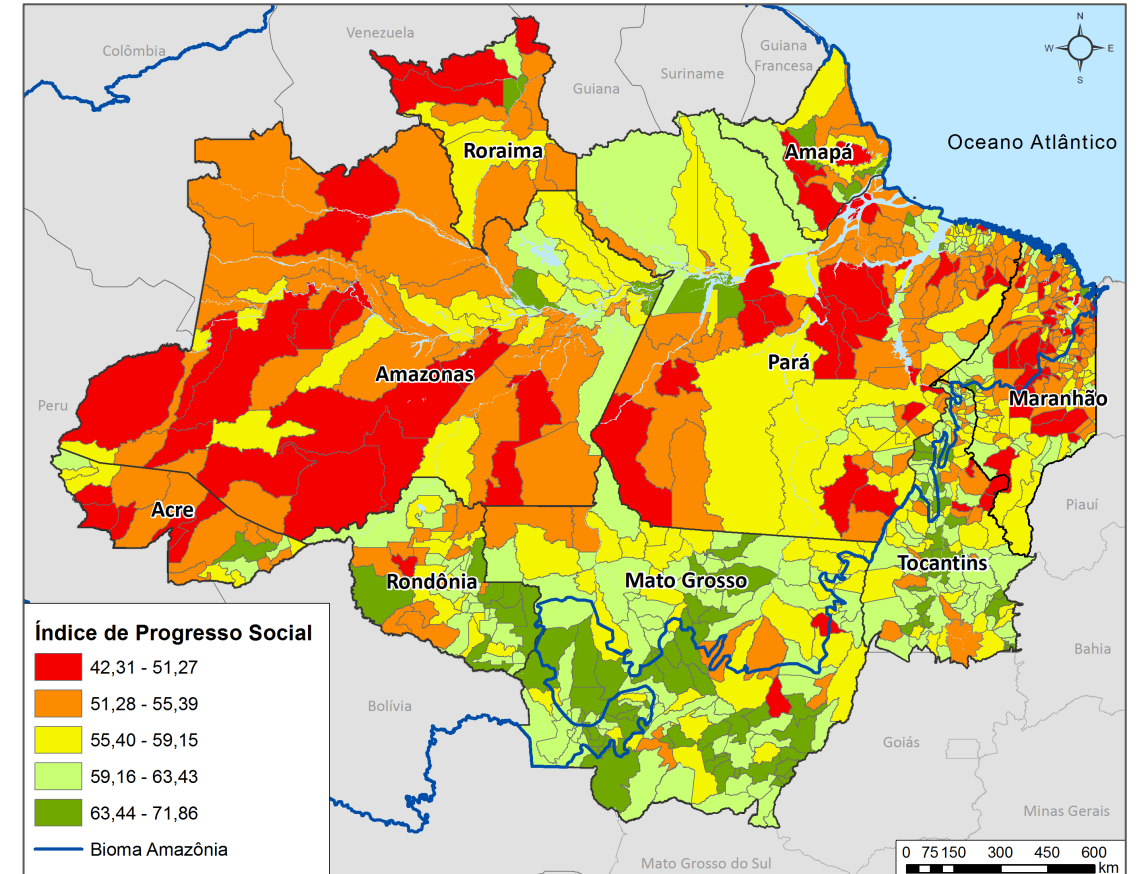 N
W
E
S
Colômbia
Venezuela
Guiana
Francesa
Suriname
Guiana
Oceano Atlântico
Roraima
Amapá
Pará
Amazonas
Maranhão
Peru
Piauí
Acre
Tocantins
Rondônia
Mato Grosso
Bahia
Bolívia
Goiás
Minas Gerais
Mato Grosso do Sul
Índice de Progresso Social
42,31 - 51,27
51,28 - 55,39
55,40 - 59,15
59,16 - 63,43
63,44 - 71,86
Bioma Amazônia
0 75 150 300 450 600
km